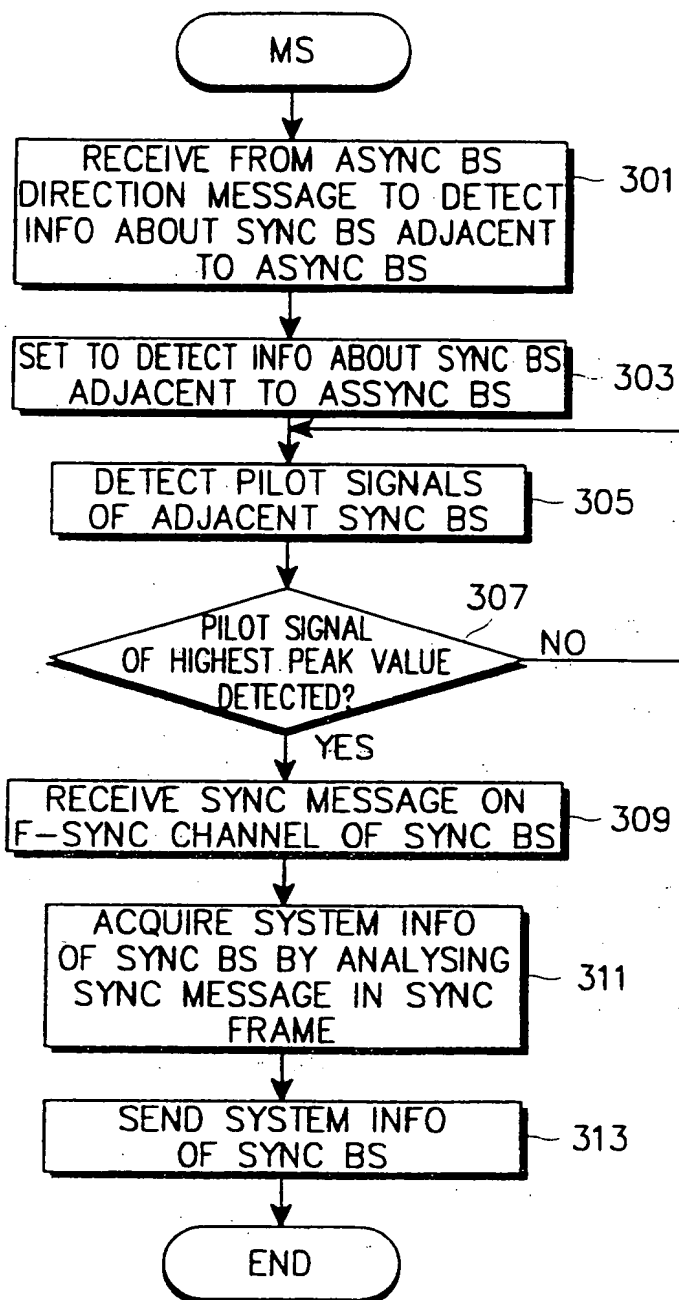 MS
RECEIVE FROM ASYNC BS
DIRECTION MESSAGE TO DETECT
INFO ABOUT SYNC BS ADJACENT
TO ASYNC BS
301
SET TO DETECT INFO ABOUT SYNC BS
ADJACENT TO ASSYNC BS
303
DETECT PILOT SIGNALS
OF ADJACENT SYNC BS
305
307
PILOT SIGNAL
OF HIGHEST PEAK VALUE
DETECTED?
NO
YES
RECEIVE SYNC MESSAGE ON
F-SYNC CHANNEL OF SYNC BS
309
ACQUIRE SYSTEM INFO
OF SYNC BS BY ANALYSING
SYNC MESSAGE IN SYNC
FRAME
311
SEND SYSTEM INFO
OF SYNC BS
313
END